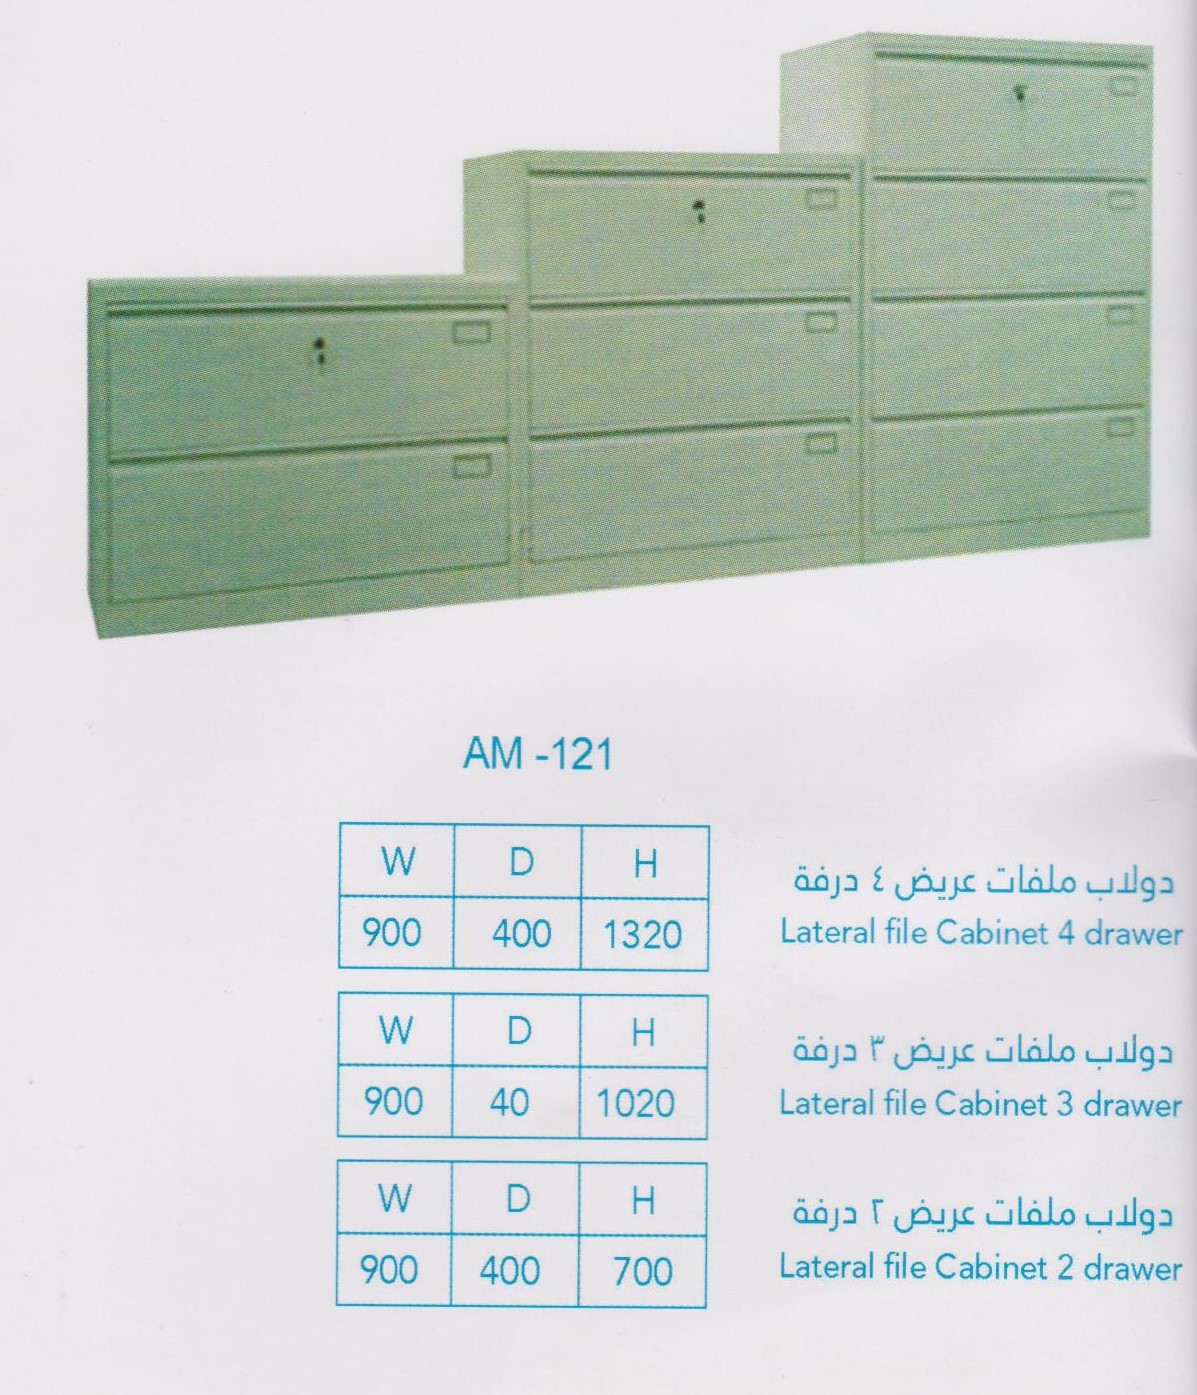 AM -121
W D H
900 400 1320
دولاب ملفات عريض ٤ درفة
Lateral file Cabinet 4 drawer
W D H
900 40 1020
دولاب ملفات عريض ٣ درفة
Lateral file Cabinet 3 drawer
W D H
900 400 700
دولاب ملفات عريض ٢ درفة
Lateral file Cabinet 2 drawer